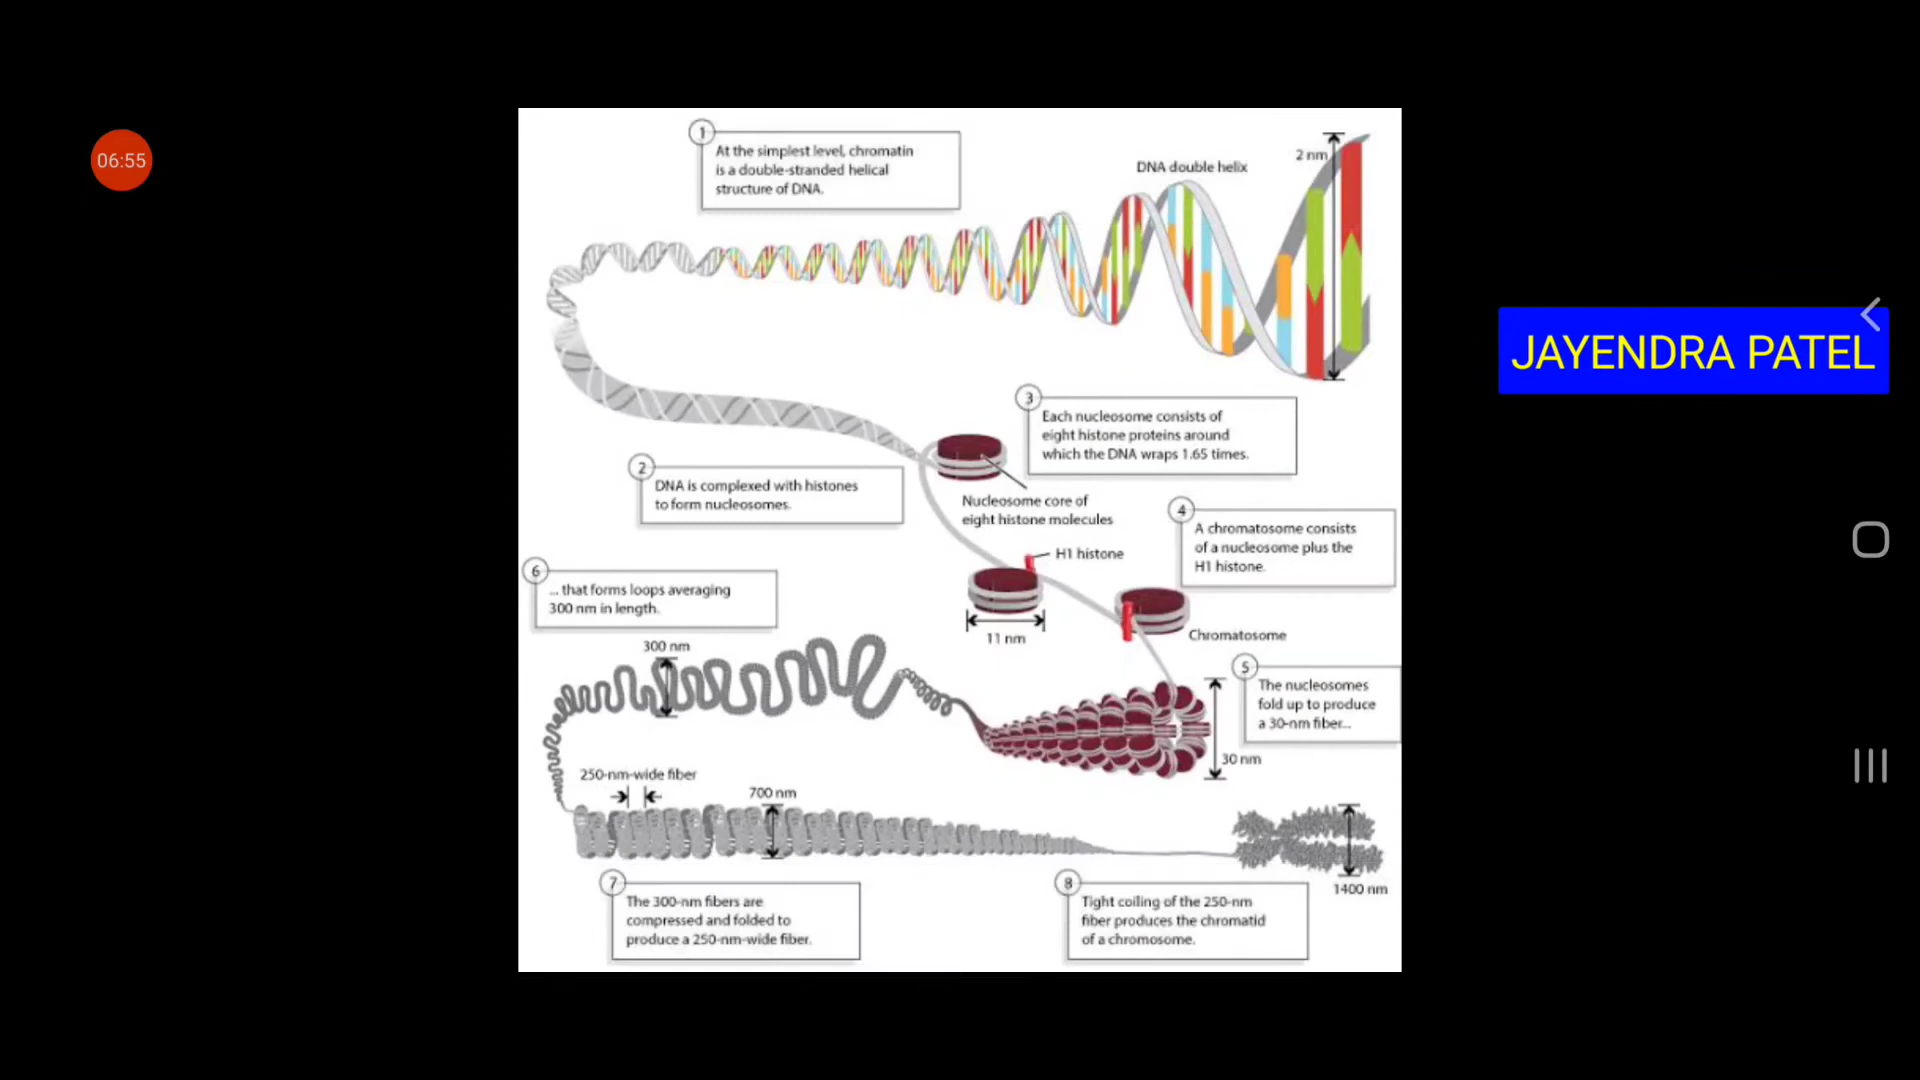 06:55
1
At the simplest level, chromatin
is a double-stranded helical
structure of DNA.
DNA double helix
2 nm
JAYENDRA PATEL
3
Each nucleosome consists of
eight histone proteins around
which the DNA wraps 1.65 times.
2
DNA is complexed with histones
to form nucleosomes.
Nucleosome core of
eight histone molecules
4
A chromatosome consists
of a nucleosome plus the
H1 histone.
H1 histone
11 nm
Chromatosome
6
... that forms loops averaging
300 nm in length.
300 nm
5
The nucleosomes
fold up to produce
a 30-nm fiber...
30 nm
250-nm-wide fiber
700 nm
1400 nm
7
The 300-nm fibers are
compressed and folded to
produce a 250-nm-wide fiber.
8
Tight coiling of the 250-nm
fiber produces the chromatid
of a chromosome.